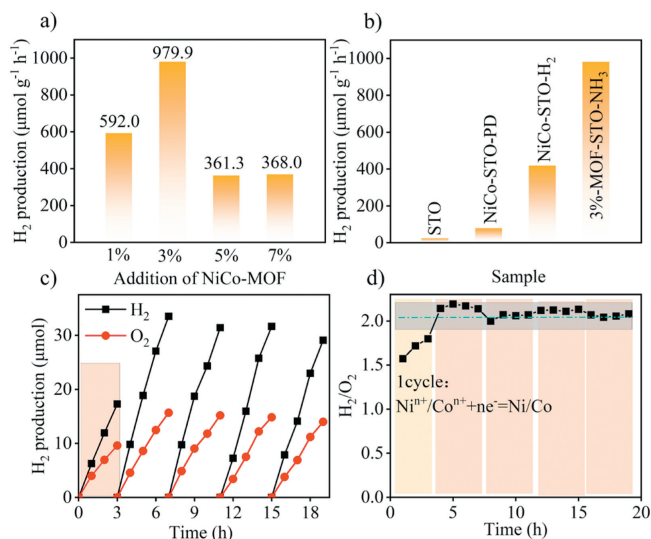 a)
H₂ production (μmol g⁻¹ h⁻¹)
1000
800
600
400
200
0
592.0
979.9
361.3
368.0
1%
3%
5%
7%
Addition of NiCo-MOF
b)
H₂ production (μmol g⁻¹ h⁻¹)
1000
800
600
400
200
0
STO
NiCo-STO-PD
NiCo-STO-H₂
3%-MOF-STO-NH₃
Sample
c)
H₂ production (μmol)
30
20
10
0
H₂
O₂
0
3
6
9
12
15
18
Time (h)
d)
H₂/O₂
2.0
1.5
1.0
0.5
0.0
1cycle:
Niⁿ⁺/Coⁿ⁺+ne⁻=Ni/Co
0
5
10
15
20
Time (h)